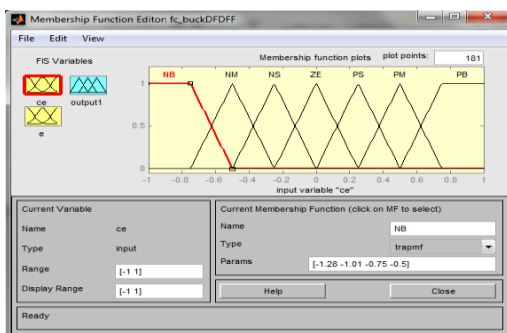 Membership Function Editor: fc_buckDFDFF
File Edit View
FIS Variables
ce output1
e
Membership function plots plot points: 181
NB NM NS ZE PS PM PB
1
0.5
0
-1 -0.8 -0.6 -0.4 -0.2 0 0.2 0.4 0.6 0.8 1
input variable "ce"
Current Variable
Name ce
Type input
Range [-1 1]
Display Range [-1 1]
Current Membership Function (click on MF to select)
Name NB
Type trapmf
Params [-1.28 -1.01 -0.75 -0.5]
Help Close
Ready